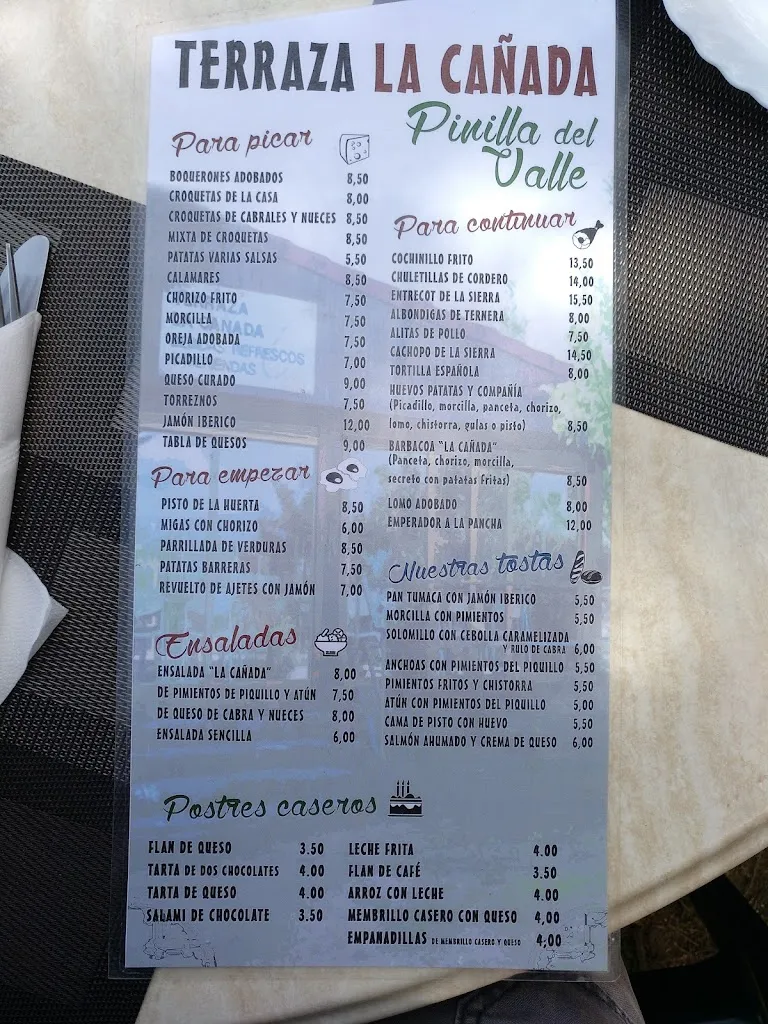 TERRAZA LA CAÑADA
Pinilla del
Valle
Para picar
BOQUERONES ADOBADOS 8,50
CROQUETAS DE LA CASA 8,00
CROQUETAS DE CABRALES Y NUECES 8,50
MIXTA DE CROQUETAS 8,50
PATATAS VARIAS SALSAS 5,50
CALAMARES 8,50
CHORIZO FRITO 7,50
MORCILLA 7,50
OREJA ADOBADA 7,50
PICADILLO 7,00
QUESO CURADO 9,00
TORREZNOS 7,50
JAMÓN IBERICO 12,00
TABLA DE QUESOS 9,00
Para empezar
PISTO DE LA HUERTA 8,50
MIGAS CON CHORIZO 6,00
PARRILLADA DE VERDURAS 8,50
PATATAS BARRERAS 7,50
REVUELTO DE AJETES CON JAMÓN 7,00
Ensaladas
ENSALADA "LA CAÑADA" 8,00
DE PIMIENTOS DE PIQUILLO Y ATÚN 7,50
DE QUESO DE CABRA Y NUECES 8,00
ENSALADA SENCILLA 6,00
Para continuar
COCHINILLO FRITO 13,50
CHULETILLAS DE CORDERO 14,00
ENTRECOT DE LA SIERRA 15,50
ALBONDIGAS DE TERNERA 8,00
ALITAS DE POLLO 7,50
CACHOPO DE LA SIERRA 14,50
TORTILLA ESPAÑOLA 8,00
HUEVOS PATATAS Y COMPAÑÍA
(Picadillo, morcilla, panceta, chorizo,
lomo, chistorra, gulas o pisto) 8,50
BARBACOA "LA CAÑADA"
(Panceta, chorizo, morcilla,
secreto con patatas fritas) 8,50
LOMO ADOBADO 8,00
EMPERADOR A LA PANCHA 12,00
Nuestras tostas
PAN TUMACA CON JAMÓN IBERICO 5,50
MORCILLA CON PIMIENTOS 5,50
SOLOMILLO CON CEBOLLA CARAMELIZADA
Y RULO DE CABRA 6,00
ANCHOAS CON PIMIENTOS DEL PIQUILLO 5,50
PIMIENTOS FRITOS Y CHISTORRA 5,50
ATÚN CON PIMIENTOS DEL PIQUILLO 5,00
CAMA DE PISTO CON HUEVO 5,50
SALMÓN AHUMADO Y CREMA DE QUESO 6,00
Postres caseros
FLAN DE QUESO 3.50
TARTA DE DOS CHOCOLATES 4.00
TARTA DE QUESO 4.00
SALAMI DE CHOCOLATE 3.50
LECHE FRITA 4.00
FLAN DE CAFÉ 3.50
ARROZ CON LECHE 4.00
MEMBRILLO CASERO CON QUESO 4,00
EMPANADILLAS DE MEMBRILLO CASERO Y QUESO 4,00